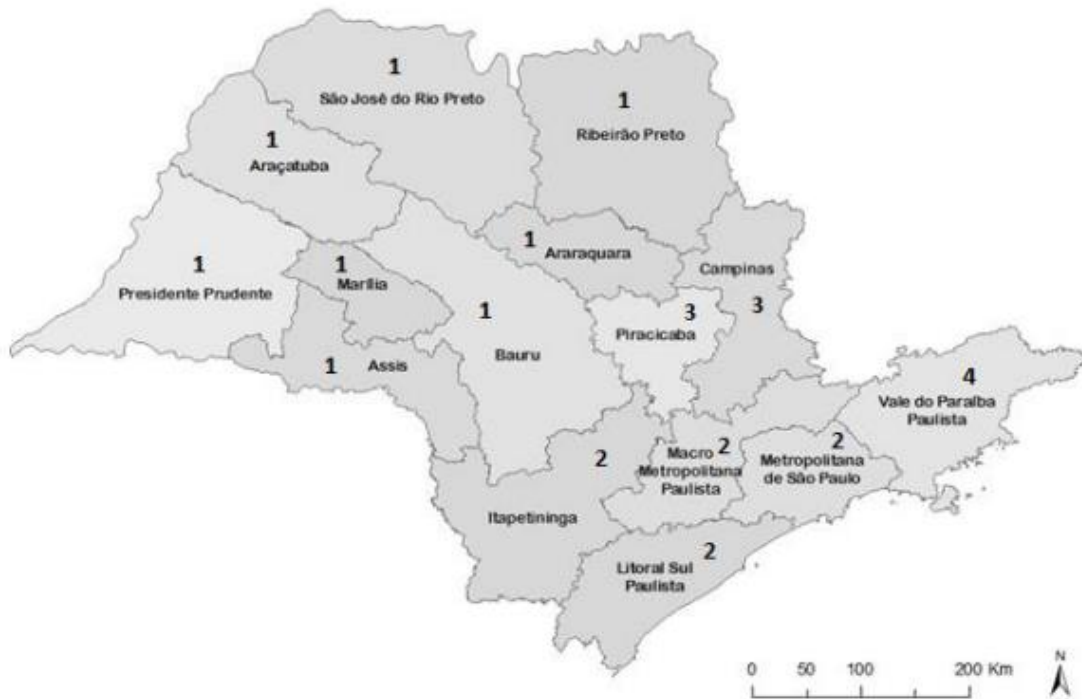 1
São José do Rio Preto
1
Ribeirão Preto
1
Araçatuba
1
Araraquara
Campinas
3
1
Presidente Prudente
1
Marília
1
Bauru
3
Piracicaba
1
Assis
4
Vale do Paraíba
Paulista
2
Itapetininga
2
Macro
Metropolitana
Paulista
2
Metropolitana
de São Paulo
2
Litoral Sul
Paulista
0 50 100 200 Km
N